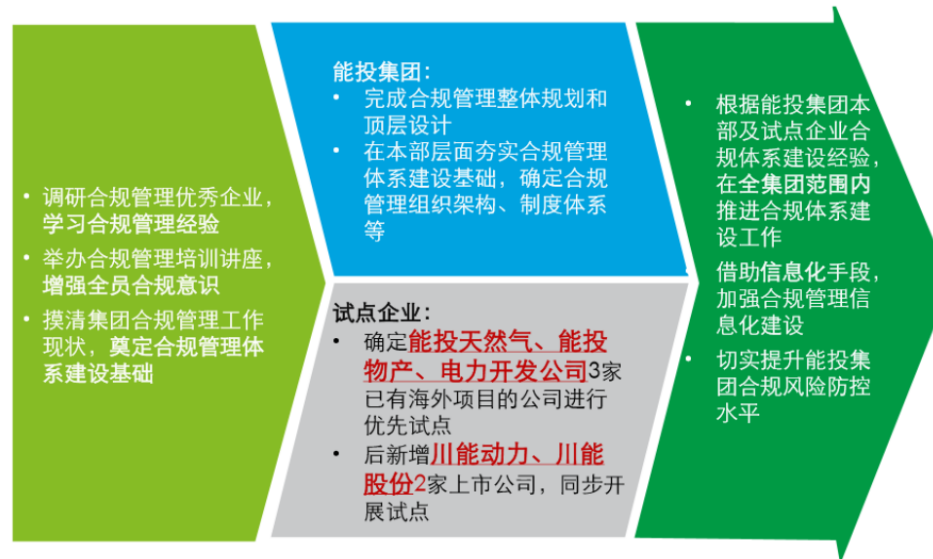 • 调研合规管理优秀企业，
学习合规管理经验
• 举办合规管理培训讲座，
增强全员合规意识
• 摸清集团合规管理工作
现状，奠定合规管理体
系建设基础
能投集团：
• 完成合规管理整体规划和
顶层设计
• 在本部层面夯实合规管理
体系建设基础，确定合规
管理组织架构、制度体系
等
试点企业：
• 确定能投天然气、能投
物产、电力开发公司3家
已有海外项目的公司进行
优先试点
• 后新增川能动力、川能
股份2家上市公司，同步开
展试点
• 根据能投集团本
部及试点企业合
规体系建设经验，
在全集团范围内
推进合规体系建
设工作
• 借助信息化手段，
加强合规管理信
息化建设
• 切实提升能投集
团合规风险防控
水平